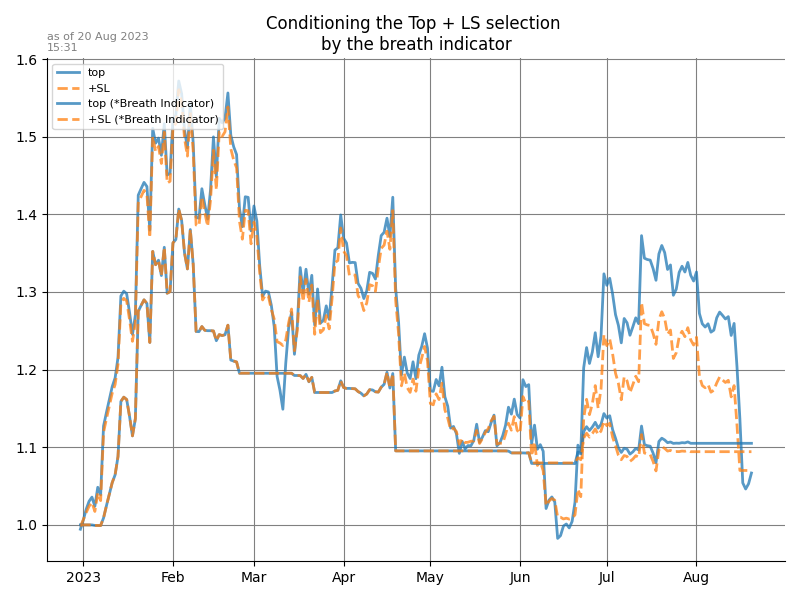 Conditioning the Top + LS selection
by the breath indicator
as of 20 Aug 2023
15:31
top
+SL
top (*Breath Indicator)
+SL (*Breath Indicator)
1.6
1.5
1.4
1.3
1.2
1.1
1.0
2023 Feb Mar Apr May Jun Jul Aug